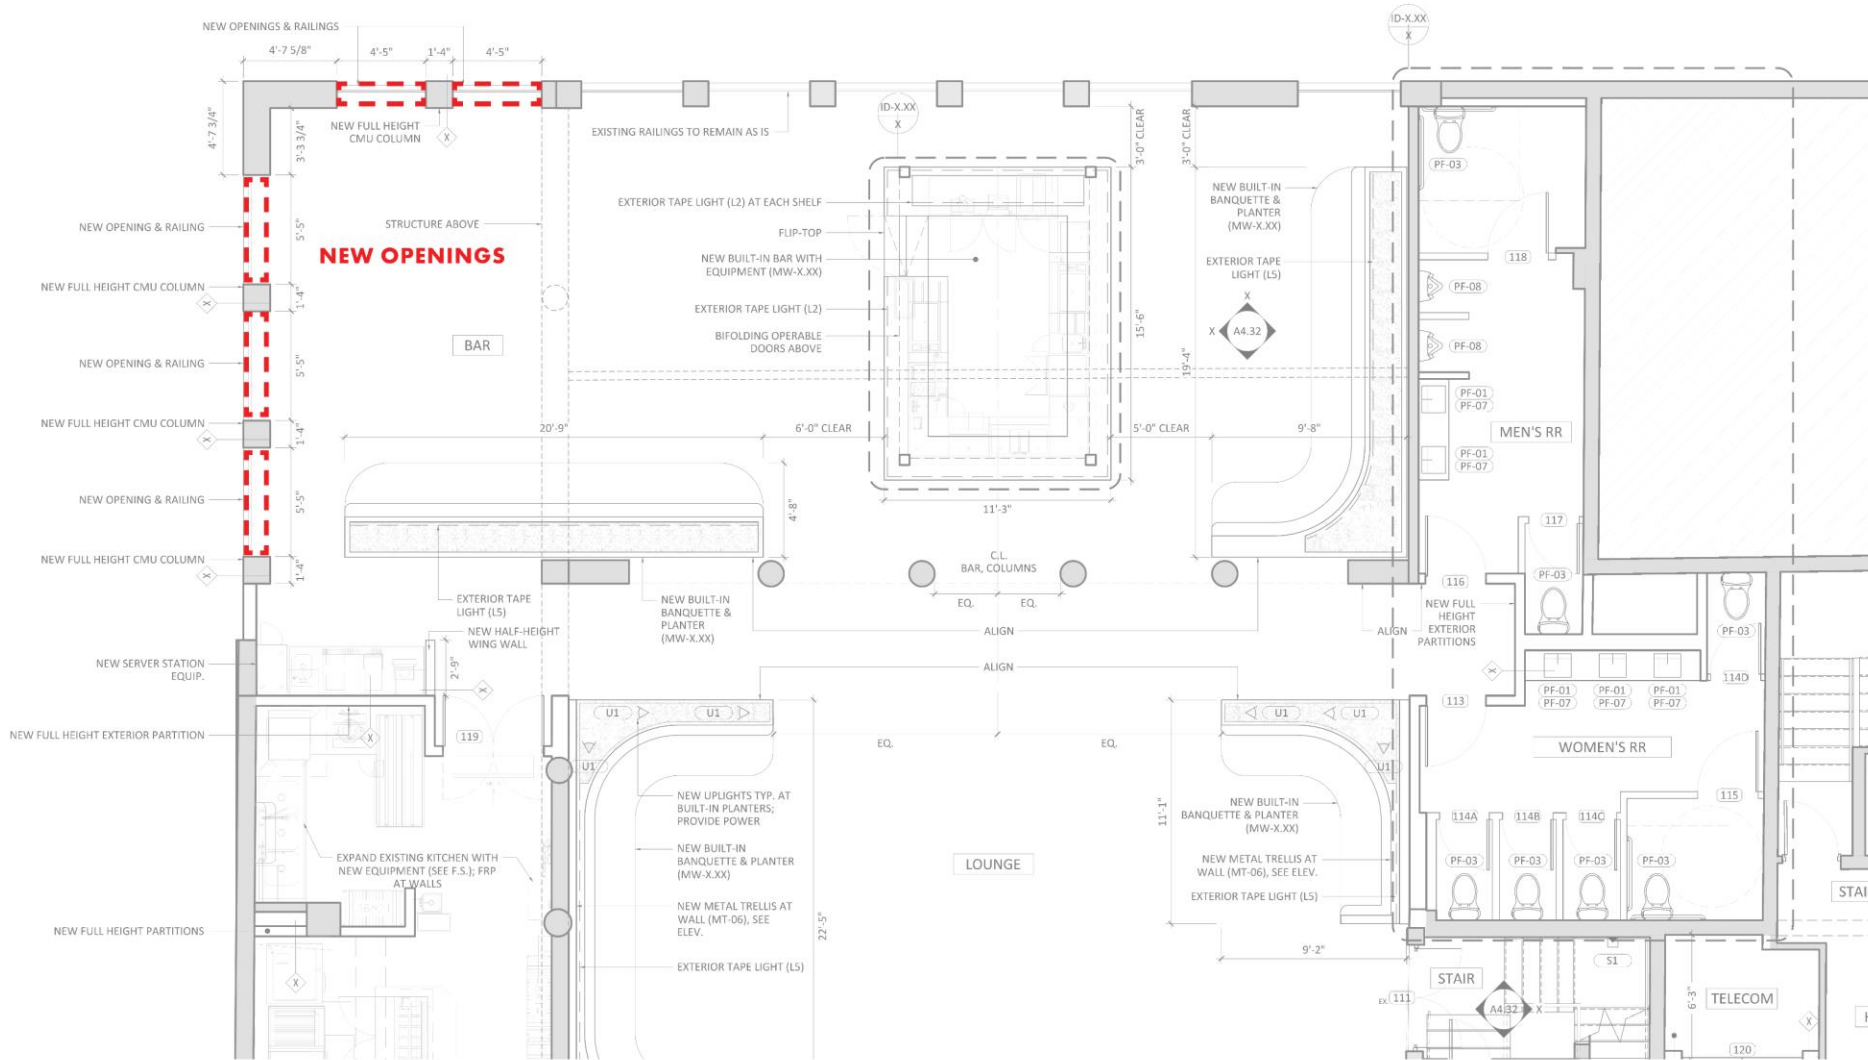 NEW OPENINGS & RAILINGS
4'-7 5/8"
4'-5"
1'-4"
4'-5"
ID-X.XX
X
4'-7 3/4"
3'-3 3/4"
NEW FULL HEIGHT
CMU COLUMN
X
EXISTING RAILINGS TO REMAIN AS IS
ID-X.XX
X
3'-0" CLEAR
3'-0" CLEAR
PF-03
NEW OPENING & RAILING
5'-5"
STRUCTURE ABOVE
NEW OPENINGS
EXTERIOR TAPE LIGHT (L2) AT EACH SHELF
FLIP-TOP
NEW BUILT-IN BAR WITH
EQUIPMENT (MW-X.XX)
EXTERIOR TAPE LIGHT (L2)
BIFOLDING OPERABLE
DOORS ABOVE
NEW BUILT-IN
BANQUETTE &
PLANTER
(MW-X.XX)
EXTERIOR TAPE
LIGHT (L5)
X
X
A4.32
118
PF-08
PF-08
NEW FULL HEIGHT CMU COLUMN
X
1'-4"
BAR
15'-6"
19'-4"
NEW OPENING & RAILING
5'-5"
PF-01
PF-07
MEN'S RR
PF-01
PF-07
NEW FULL HEIGHT CMU COLUMN
X
1'-4"
20'-9"
6'-0" CLEAR
5'-0" CLEAR
9'-8"
NEW OPENING & RAILING
5'-5"
4'-8"
11'-3"
117
NEW FULL HEIGHT CMU COLUMN
X
1'-4"
C.L.
BAR, COLUMNS
EQ.
EQ.
116
PF-03
EXTERIOR TAPE
LIGHT (L5)
NEW HALF-HEIGHT
WING WALL
NEW BUILT-IN
BANQUETTE &
PLANTER
(MW-X.XX)
ALIGN
ALIGN
NEW FULL
HEIGHT
EXTERIOR
PARTITIONS
PF-03
NEW SERVER STATION
EQUIP.
2'-9"
X
ALIGN
X
114D
PF-01
PF-07
PF-01
PF-07
PF-01
PF-07
113
NEW FULL HEIGHT EXTERIOR PARTITION
X
119
U1
U1
U1
EQ.
EQ.
U1
U1
U1
WOMEN'S RR
115
NEW UPLIGHTS TYP. AT
BUILT-IN PLANTERS;
PROVIDE POWER
NEW BUILT-IN
BANQUETTE & PLANTER
(MW-X.XX)
11'-1"
114A
114B
114C
EXPAND EXISTING KITCHEN WITH
NEW EQUIPMENT (SEE F.S.); FRP
AT WALLS
NEW BUILT-IN
BANQUETTE & PLANTER
(MW-X.XX)
LOUNGE
NEW METAL TRELLIS AT
WALL (MT-06), SEE ELEV.
EXTERIOR TAPE LIGHT (L5)
PF-03
PF-03
PF-03
PF-03
STAI
NEW METAL TRELLIS AT
WALL (MT-06), SEE
ELEV.
22'-5"
NEW FULL HEIGHT PARTITIONS
X
EXTERIOR TAPE LIGHT (L5)
9'-2"
STAIR
S1
EX.
111
A4.32
X
6'-3"
TELECOM
X
120